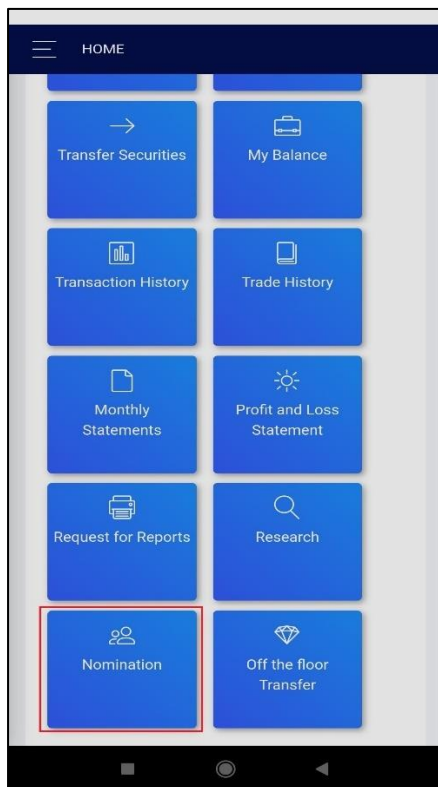 HOME
Transfer Securities
My Balance
Transaction History
Trade History
Monthly
Statements
Profit and Loss
Statement
Request for Reports
Research
Nomination
Off the floor
Transfer